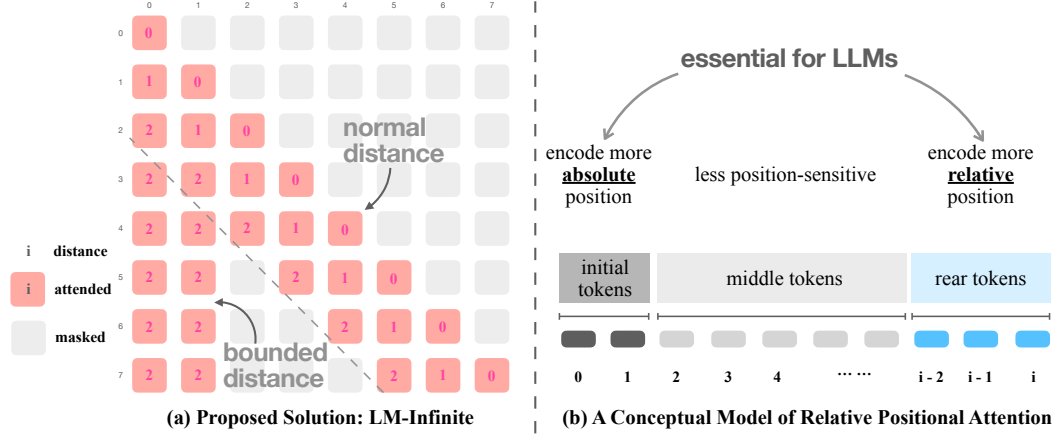 0 1 2 3 4 5 6 7
0 0
1 1 0
2 2 1 0
3 2 2 1 0
4 2 2 2 1 0
5 2 2 2 1 0
6 2 2 2 1 0
7 2 2 2 1 0
normal
distance
bounded
distance
i distance
i attended
masked
(a) Proposed Solution: LM-Infinite
essential for LLMs
encode more
absolute
position
less position-sensitive
encode more
relative
position
initial
tokens
middle tokens
rear tokens
0 1 2 3 4 ... ... i - 2 i - 1 i
(b) A Conceptual Model of Relative Positional Attention